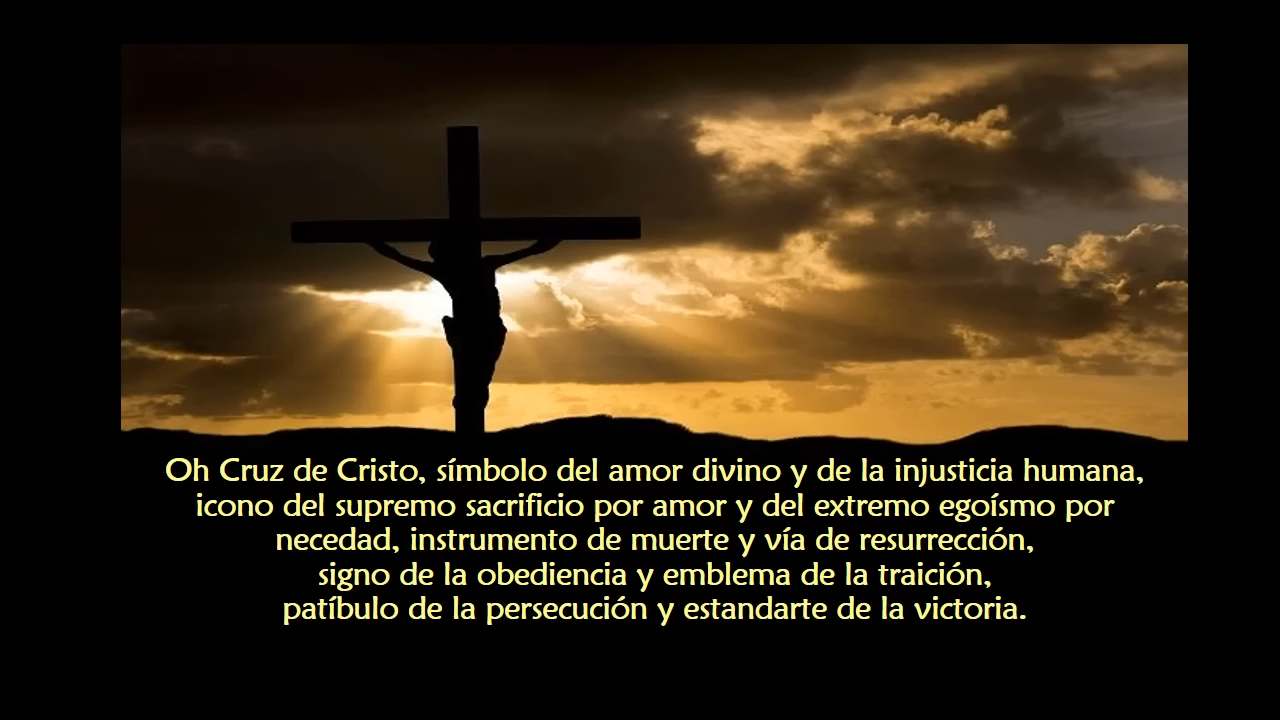 Oh Cruz de Cristo, símbolo del amor divino y de la injusticia humana,
icono del supremo sacrificio por amor y del extremo egoísmo por
necedad, instrumento de muerte y vía de resurrección,
signo de la obediencia y emblema de la traición,
patíbulo de la persecución y estandarte de la victoria.